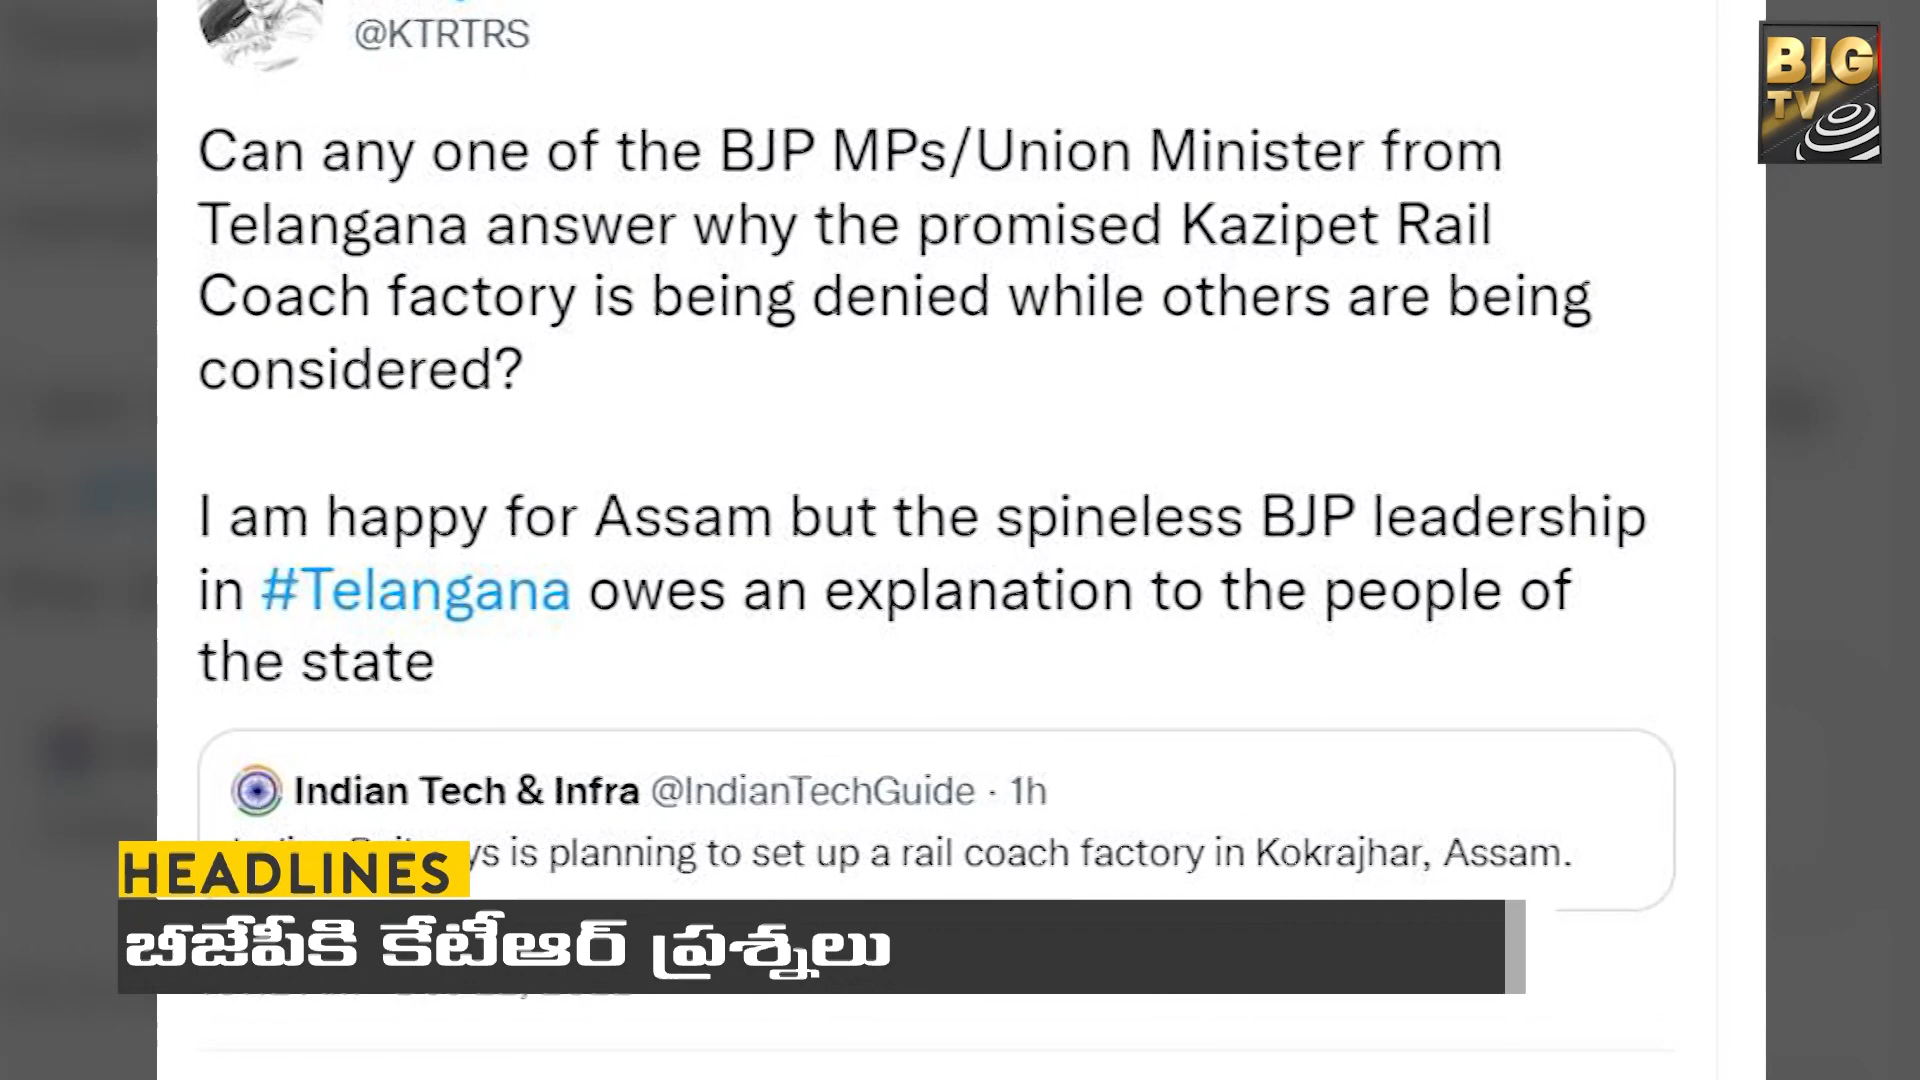 @KTRTRS
BIG
TV
Can any one of the BJP MPs/Union Minister from
Telangana answer why the promised Kazipet Rail
Coach factory is being denied while others are being
considered?
I am happy for Assam but the spineless BJP leadership
in #Telangana owes an explanation to the people of
the state
Indian Tech & Infra @IndianTechGuide · 1h
is planning to set up a rail coach factory in Kokrajhar, Assam.
HEADLINES
బీజేపీకి కేటీఆర్ ప్రశ్నలు